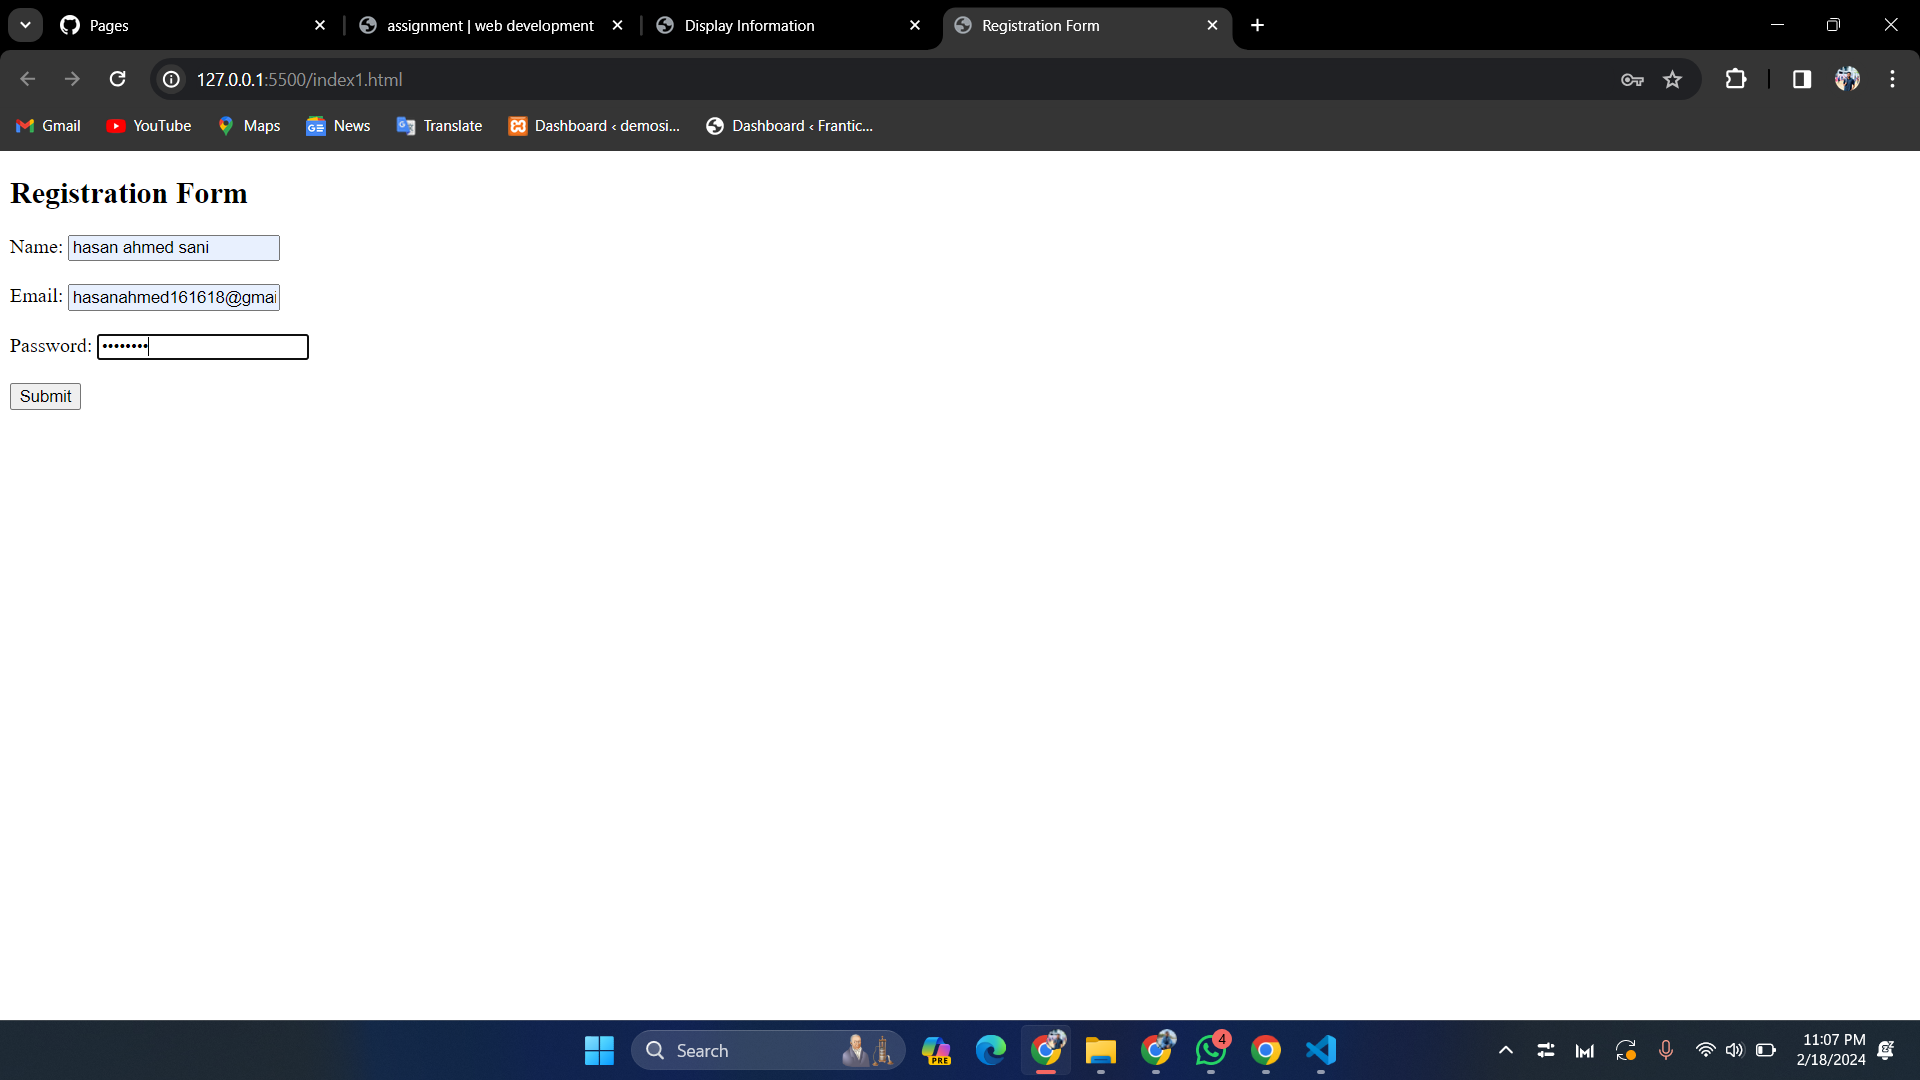 Pages
assignment | web development
Display Information
Registration Form
127.0.0.1:5500/index1.html
Gmail
YouTube
Maps
News
Translate
Dashboard ‹ demosi...
Dashboard ‹ Frantic...
Registration Form
Name: hasan ahmed sani
Email: hasanahmed161618@gmai
Password: ••••••••
Submit
Search
PRE
4
11:07 PM
2/18/2024